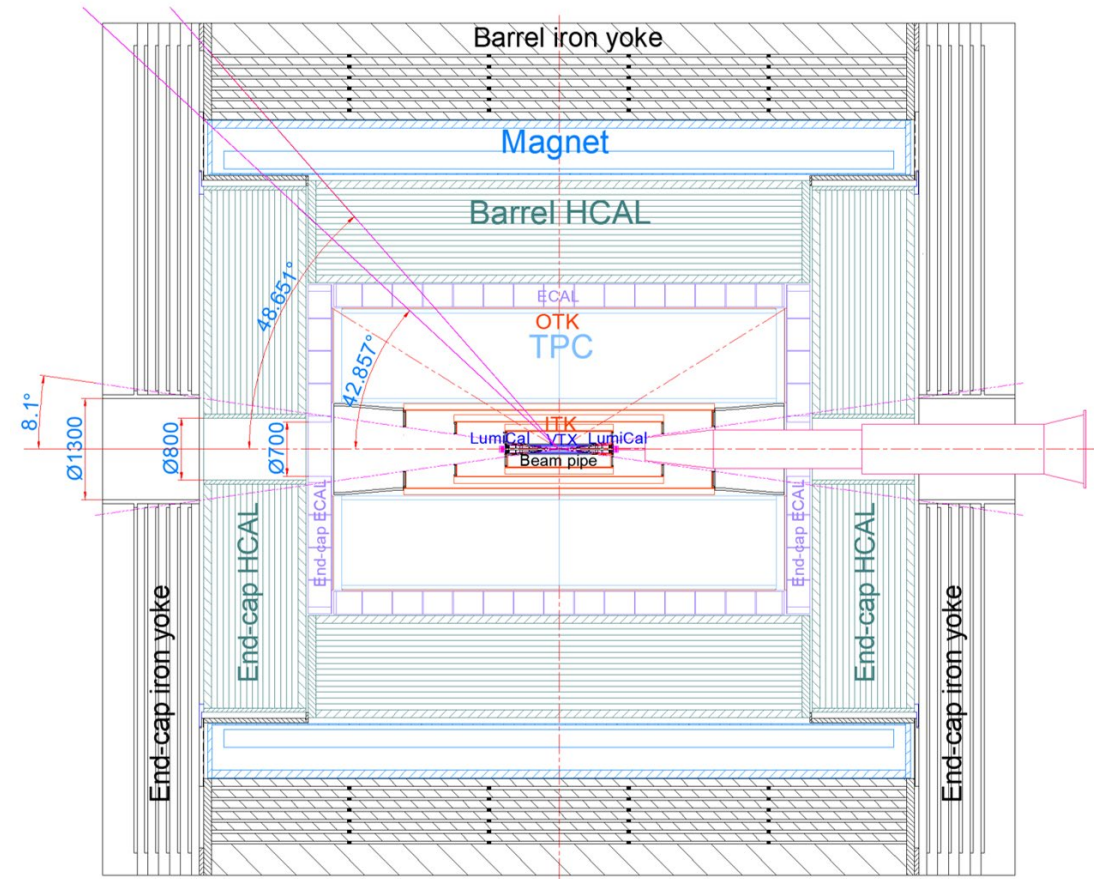 Barrel iron yoke
Magnet
Barrel HCAL
ECAL
OTK
TPC
48.651°
42.857°
8.1°
Ø1300
Ø800
Ø700
ITK
LumiCal VTX LumiCal
Beam pipe
End-cap ECAL
End-cap ECAL
End-cap HCAL
End-cap HCAL
End-cap iron yoke
End-cap iron yoke